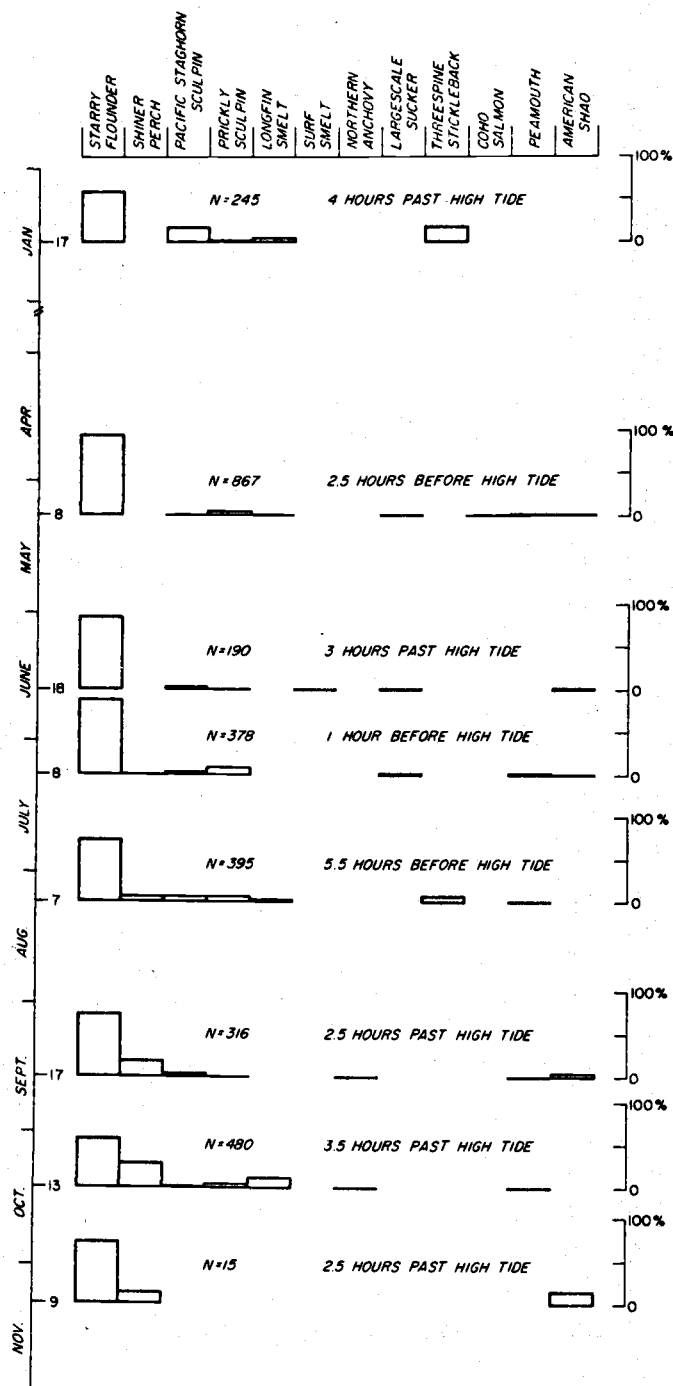 STARRY FLOUNDER
SHINER PERCH
PACIFIC STAGHORN SCULPIN
PRICKLY SCULPIN
LONGFIN SMELT
SURF SMELT
NORTHERN ANCHOVY
LARGESCALE SUCKER
THREESPINE STICKLEBACK
COHO SALMON
PEAMOUTH
AMERICAN SHAD
100%
N=245 4 HOURS PAST HIGH TIDE
JAN 17 0
APR.
100%
N=867 2.5 HOURS BEFORE HIGH TIDE
8 0
MAY
100%
N=190 3 HOURS PAST HIGH TIDE
JUNE 18 0
N=378 1 HOUR BEFORE HIGH TIDE
8 0
JULY
100%
N=395 5.5 HOURS BEFORE HIGH TIDE
7 0
AUG.
100%
N=316 2.5 HOURS PAST HIGH TIDE
SEPT. 17 0
100%
N=480 3.5 HOURS PAST HIGH TIDE
OCT. 13 0
100%
N=15 2.5 HOURS PAST HIGH TIDE
9 0
NOV.